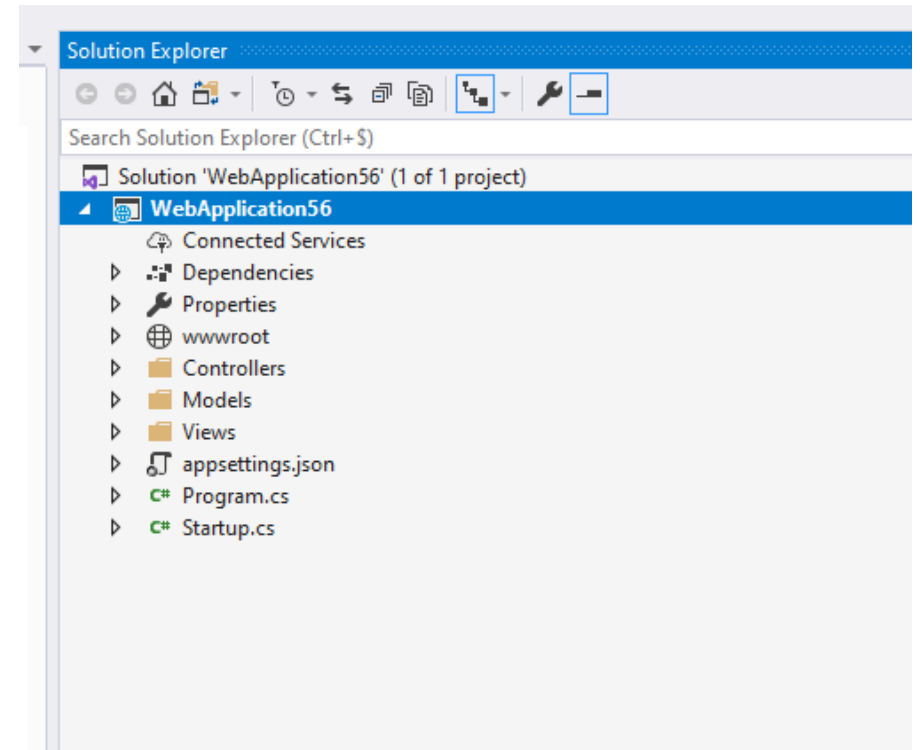 Solution Explorer
Search Solution Explorer (Ctrl+$)
Solution 'WebApplication56' (1 of 1 project)
WebApplication56
Connected Services
Dependencies
Properties
wwwroot
Controllers
Models
Views
appsettings.json
C# Program.cs
C# Startup.cs